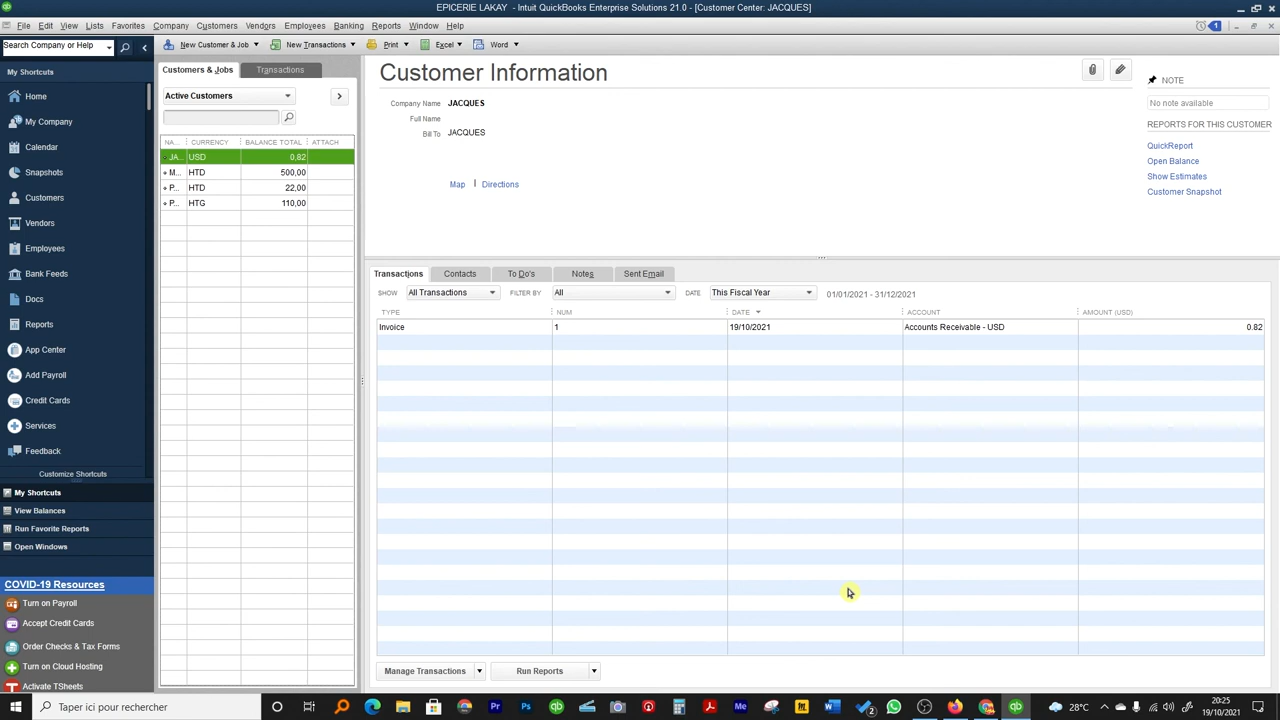 EPICERIE LAKAY - Intuit QuickBooks Enterprise Solutions 21.0 - [Customer Center: JACQUES]
File Edit View Lists Favorites Company Customers Vendors Employees Banking Reports Window Help 1
Search Company or Help
New Customer & Job New Transactions Print Excel Word
My Shortcuts
Home
My Company
Calendar
Snapshots
Customers
Vendors
Employees
Bank Feeds
Docs
Reports
App Center
Add Payroll
Credit Cards
Services
Feedback
Customize Shortcuts
My Shortcuts
View Balances
Run Favorite Reports
Open Windows
COVID-19 Resources
Turn on Payroll
Accept Credit Cards
Order Checks & Tax Forms
Turn on Cloud Hosting
Activate TSheets
Customers & Jobs Transactions
Active Customers
NA... CURRENCY BALANCE TOTAL ATTACH
JA... USD 0,82
M... HTD 500,00
P... HTD 22,00
P... HTG 110,00
Customer Information
Company Name JACQUES
Full Name
Bill To JACQUES
Map Directions
NOTE
No note available
REPORTS FOR THIS CUSTOMER
QuickReport
Open Balance
Show Estimates
Customer Snapshot
Transactions Contacts To Do's Notes Sent Email
SHOW All Transactions FILTER BY All DATE This Fiscal Year 01/01/2021 - 31/12/2021
TYPE NUM DATE ACCOUNT AMOUNT (USD)
Invoice 1 19/10/2021 Accounts Receivable - USD 0.82
Manage Transactions Run Reports
Taper ici pour rechercher
28°C
20:25
19/10/2021